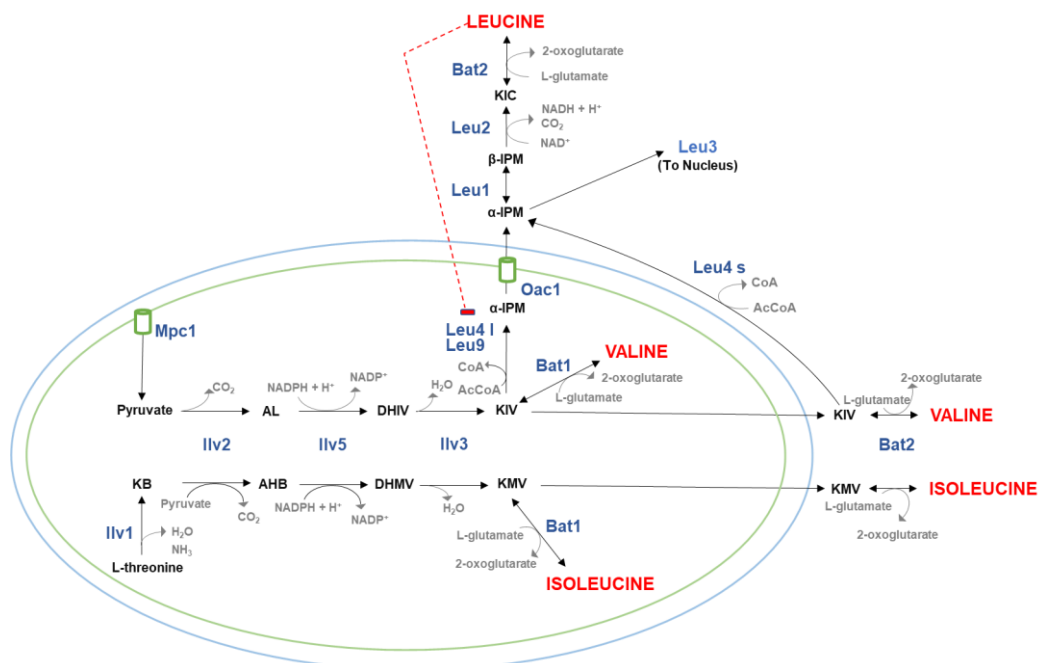 LEUCINE
2-oxoglutarate
Bat2
L-glutamate
KIC
NADH + H⁺
CO₂
Leu2
NAD⁺
β-IPM
Leu3
(To Nucleus)
Leu1
α-IPM
Leu4 s
CoA
AcCoA
Oac1
α-IPM
Mpc1
Leu4 l
Leu9
VALINE
Bat1
CoA
2-oxoglutarate
AcCoA
L-glutamate
CO₂
NADPH + H⁺
NADP⁺
H₂O
Pyruvate
AL
DHIV
KIV
KIV
2-oxoglutarate
L-glutamate
VALINE
Ilv2
Ilv5
Ilv3
Bat2
KB
AHB
DHMV
KMV
KMV
ISOLEUCINE
Pyruvate
CO₂
NADPH + H⁺
NADP⁺
H₂O
L-glutamate
2-oxoglutarate
Ilv1
H₂O
NH₃
L-threonine
L-glutamate
Bat1
2-oxoglutarate
ISOLEUCINE